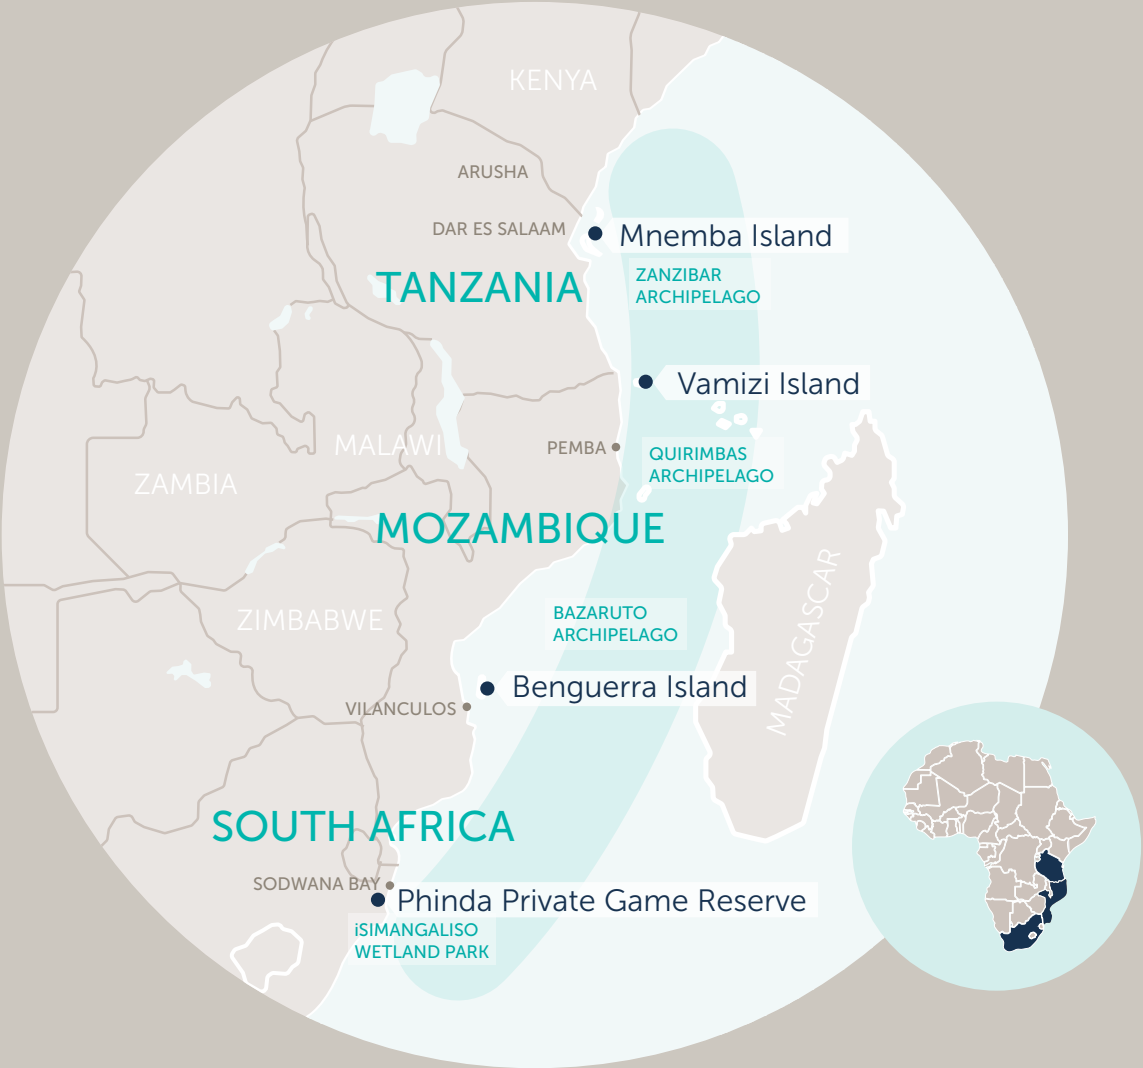 KENYA
ARUSHA
DAR ES SALAAM
Mnemba Island
TANZANIA
ZANZIBAR
ARCHIPELAGO
Vamizi Island
MALAWI
PEMBA
QUIRIMBAS
ARCHIPELAGO
ZAMBIA
MOZAMBIQUE
MADAGASCAR
ZIMBABWE
BAZARUTO
ARCHIPELAGO
Benguerra Island
VILANCULOS
SOUTH AFRICA
SODWANA BAY
Phinda Private Game Reserve
iSIMANGALISO
WETLAND PARK